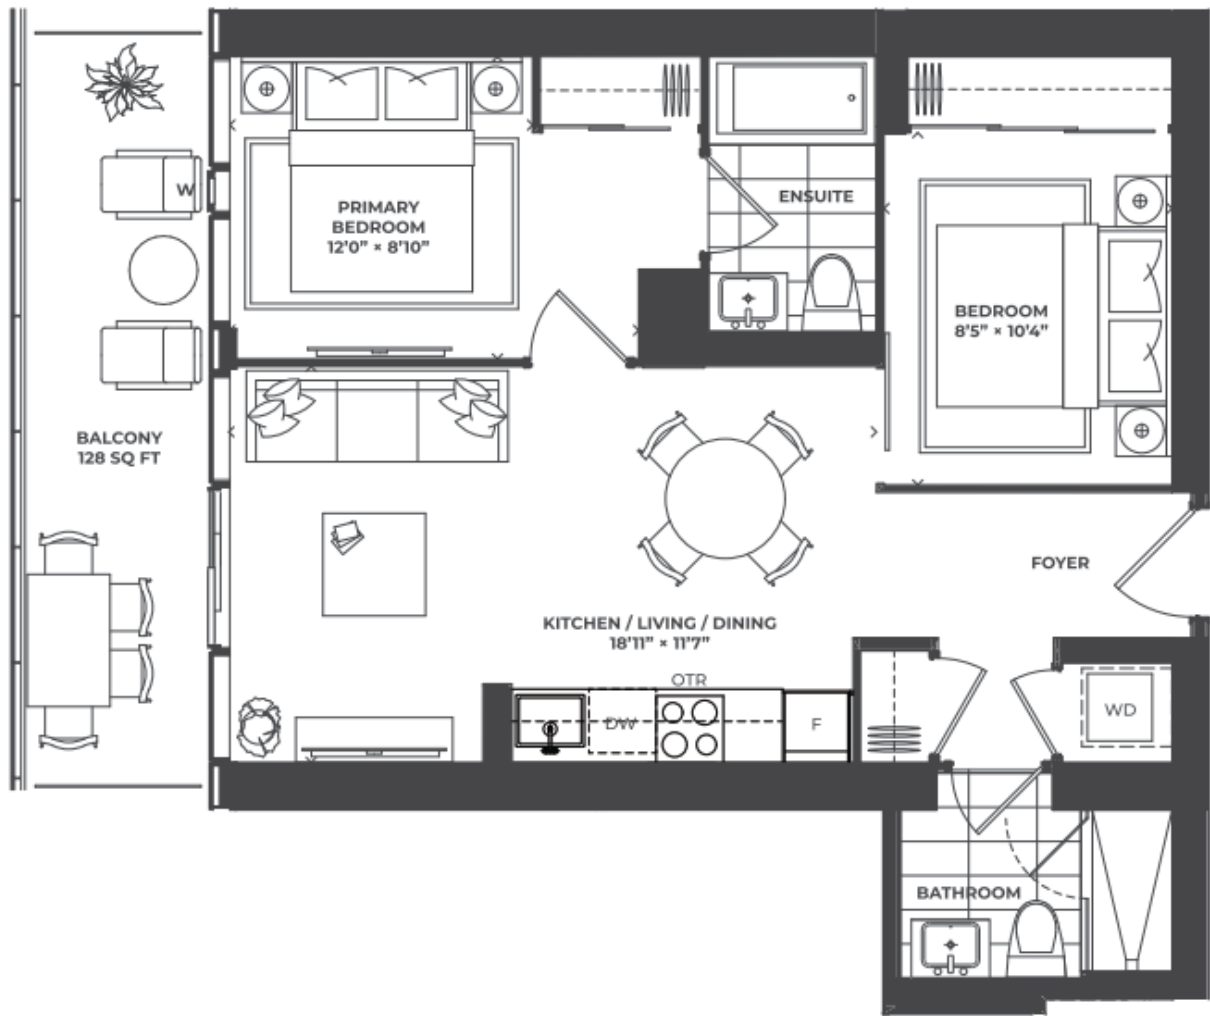 W
PRIMARY
BEDROOM
12'0" × 8'10"
ENSUITE
BEDROOM
8'5" × 10'4"
BALCONY
128 SQ FT
FOYER
KITCHEN / LIVING / DINING
18'11" × 11'7"
OTR
DW
F
WD
BATHROOM